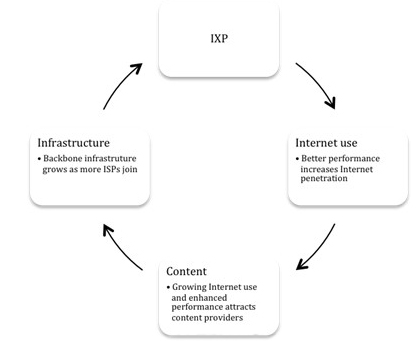 IXP
Internet use
• Better performance
increases Internet
penetration
Content
• Growing Internet use
and enhanced
performance attracts
content providers
Infrastructure
• Backbone infrastruture
grows as more ISPs join